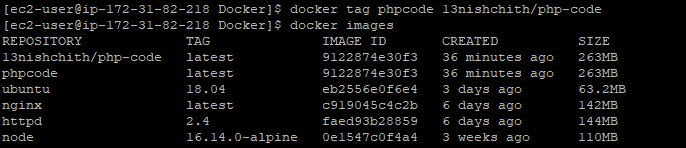 [ec2-user@ip-172-31-82-218 Docker]$ docker tag phpcode l3nishchith/php-code
[ec2-user@ip-172-31-82-218 Docker]$ docker images
REPOSITORY TAG IMAGE ID CREATED SIZE
l3nishchith/php-code latest 9122874e30f3 36 minutes ago 263MB
phpcode latest 9122874e30f3 36 minutes ago 263MB
ubuntu 18.04 eb2556e0f6e4 3 days ago 63.2MB
nginx latest c919045c4c2b 6 days ago 142MB
httpd 2.4 faed93b28859 6 days ago 144MB
node 16.14.0-alpine 0e1547c0f4a4 3 weeks ago 110MB